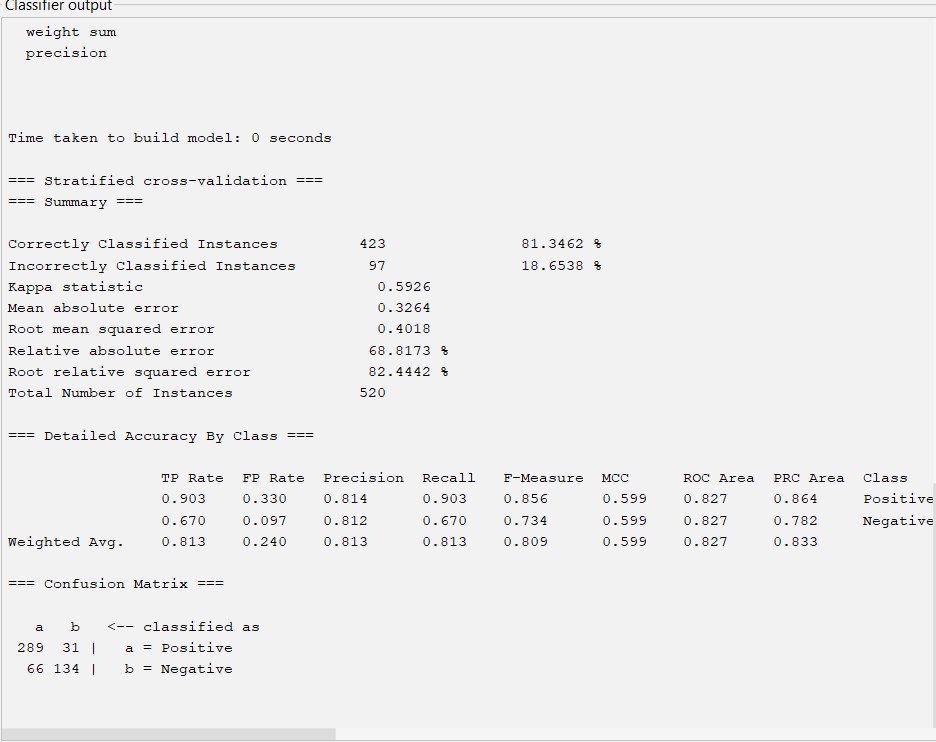 Classifier output
weight sum
precision
Time taken to build model: 0 seconds
=== Stratified cross-validation ===
=== Summary ===
Correctly Classified Instances 423 81.3462 %
Incorrectly Classified Instances 97 18.6538 %
Kappa statistic 0.5926
Mean absolute error 0.3264
Root mean squared error 0.4018
Relative absolute error 68.8173 %
Root relative squared error 82.4442 %
Total Number of Instances 520
=== Detailed Accuracy By Class ===
TP Rate FP Rate Precision Recall F-Measure MCC ROC Area PRC Area Class
0.903 0.330 0.814 0.903 0.856 0.599 0.827 0.864 Positive
0.670 0.097 0.812 0.670 0.734 0.599 0.827 0.782 Negative
Weighted Avg. 0.813 0.240 0.813 0.813 0.809 0.599 0.827 0.833
=== Confusion Matrix ===
a b <-- classified as
289 31 | a = Positive
66 134 | b = Negative